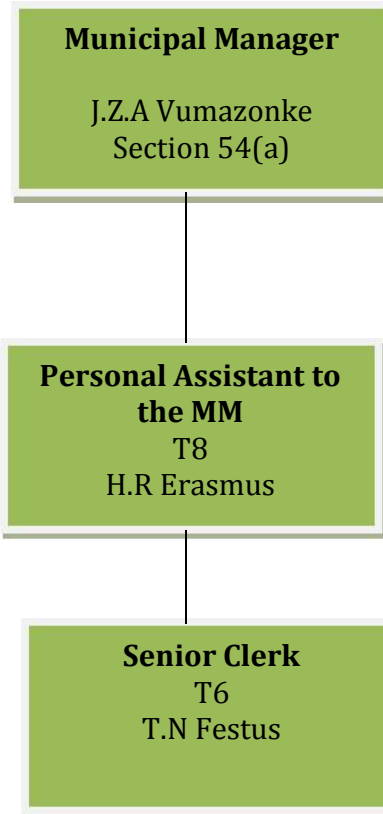 Municipal Manager
J.Z.A Vumazonke
Section 54(a)
Personal Assistant to
the MM
T8
H.R Erasmus
Senior Clerk
T6
T.N Festus